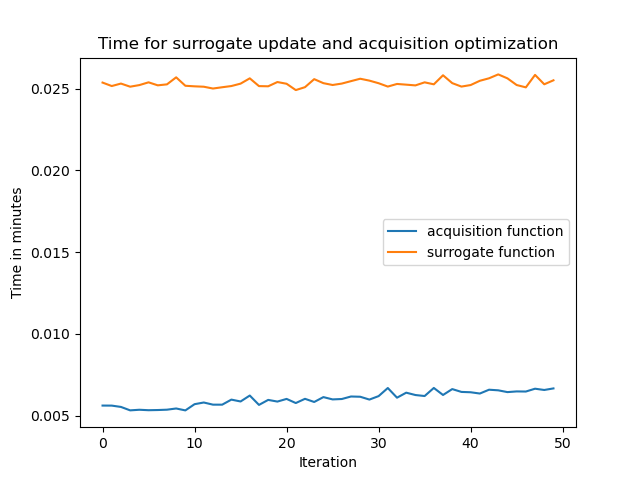 Time for surrogate update and acquisition optimization
0.025
0.020
0.015
0.010
0.005
Time in minutes
acquisition function
surrogate function
0 10 20 30 40 50
Iteration